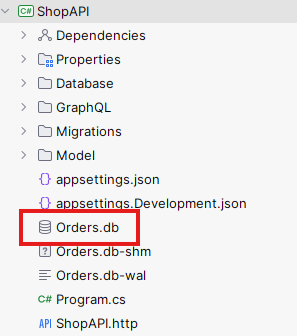 C# ShopAPI
Dependencies
Properties
Database
GraphQL
Migrations
Model
{} appsettings.json
{} appsettings.Development.json
Orders.db
? Orders.db-shm
Orders.db-wal
C# Program.cs
API ShopAPI.http